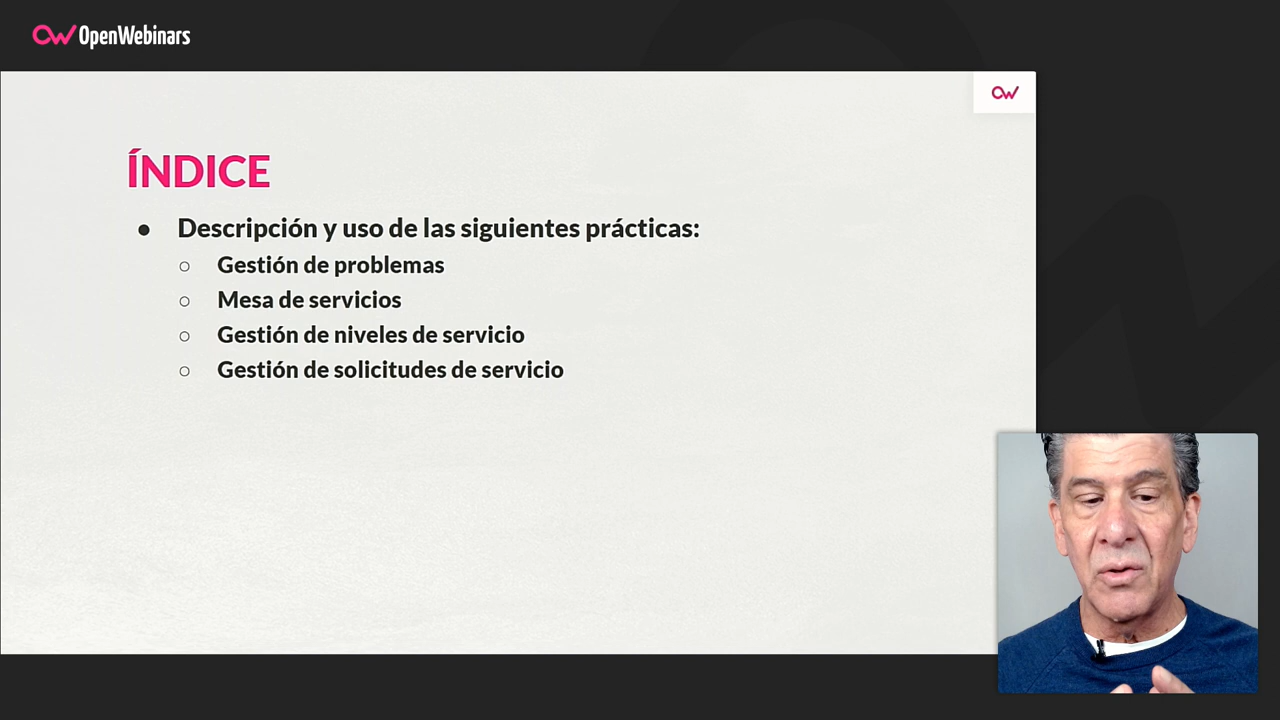 OpenWebinars
ÍNDICE
● Descripción y uso de las siguientes prácticas:
○ Gestión de problemas
○ Mesa de servicios
○ Gestión de niveles de servicio
○ Gestión de solicitudes de servicio